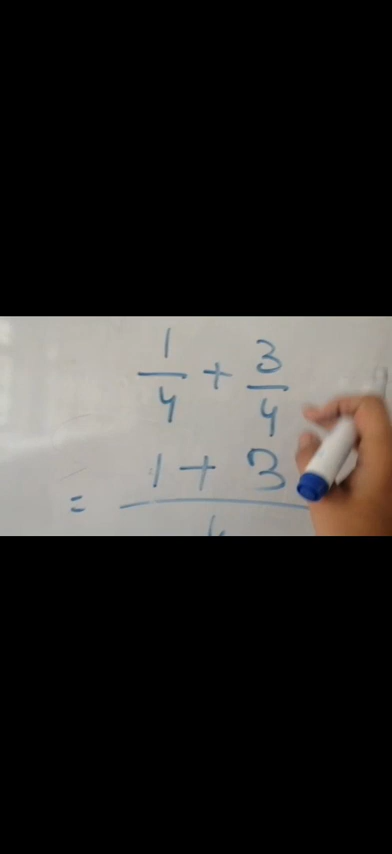 1/4 + 3/4
= 1 + 3